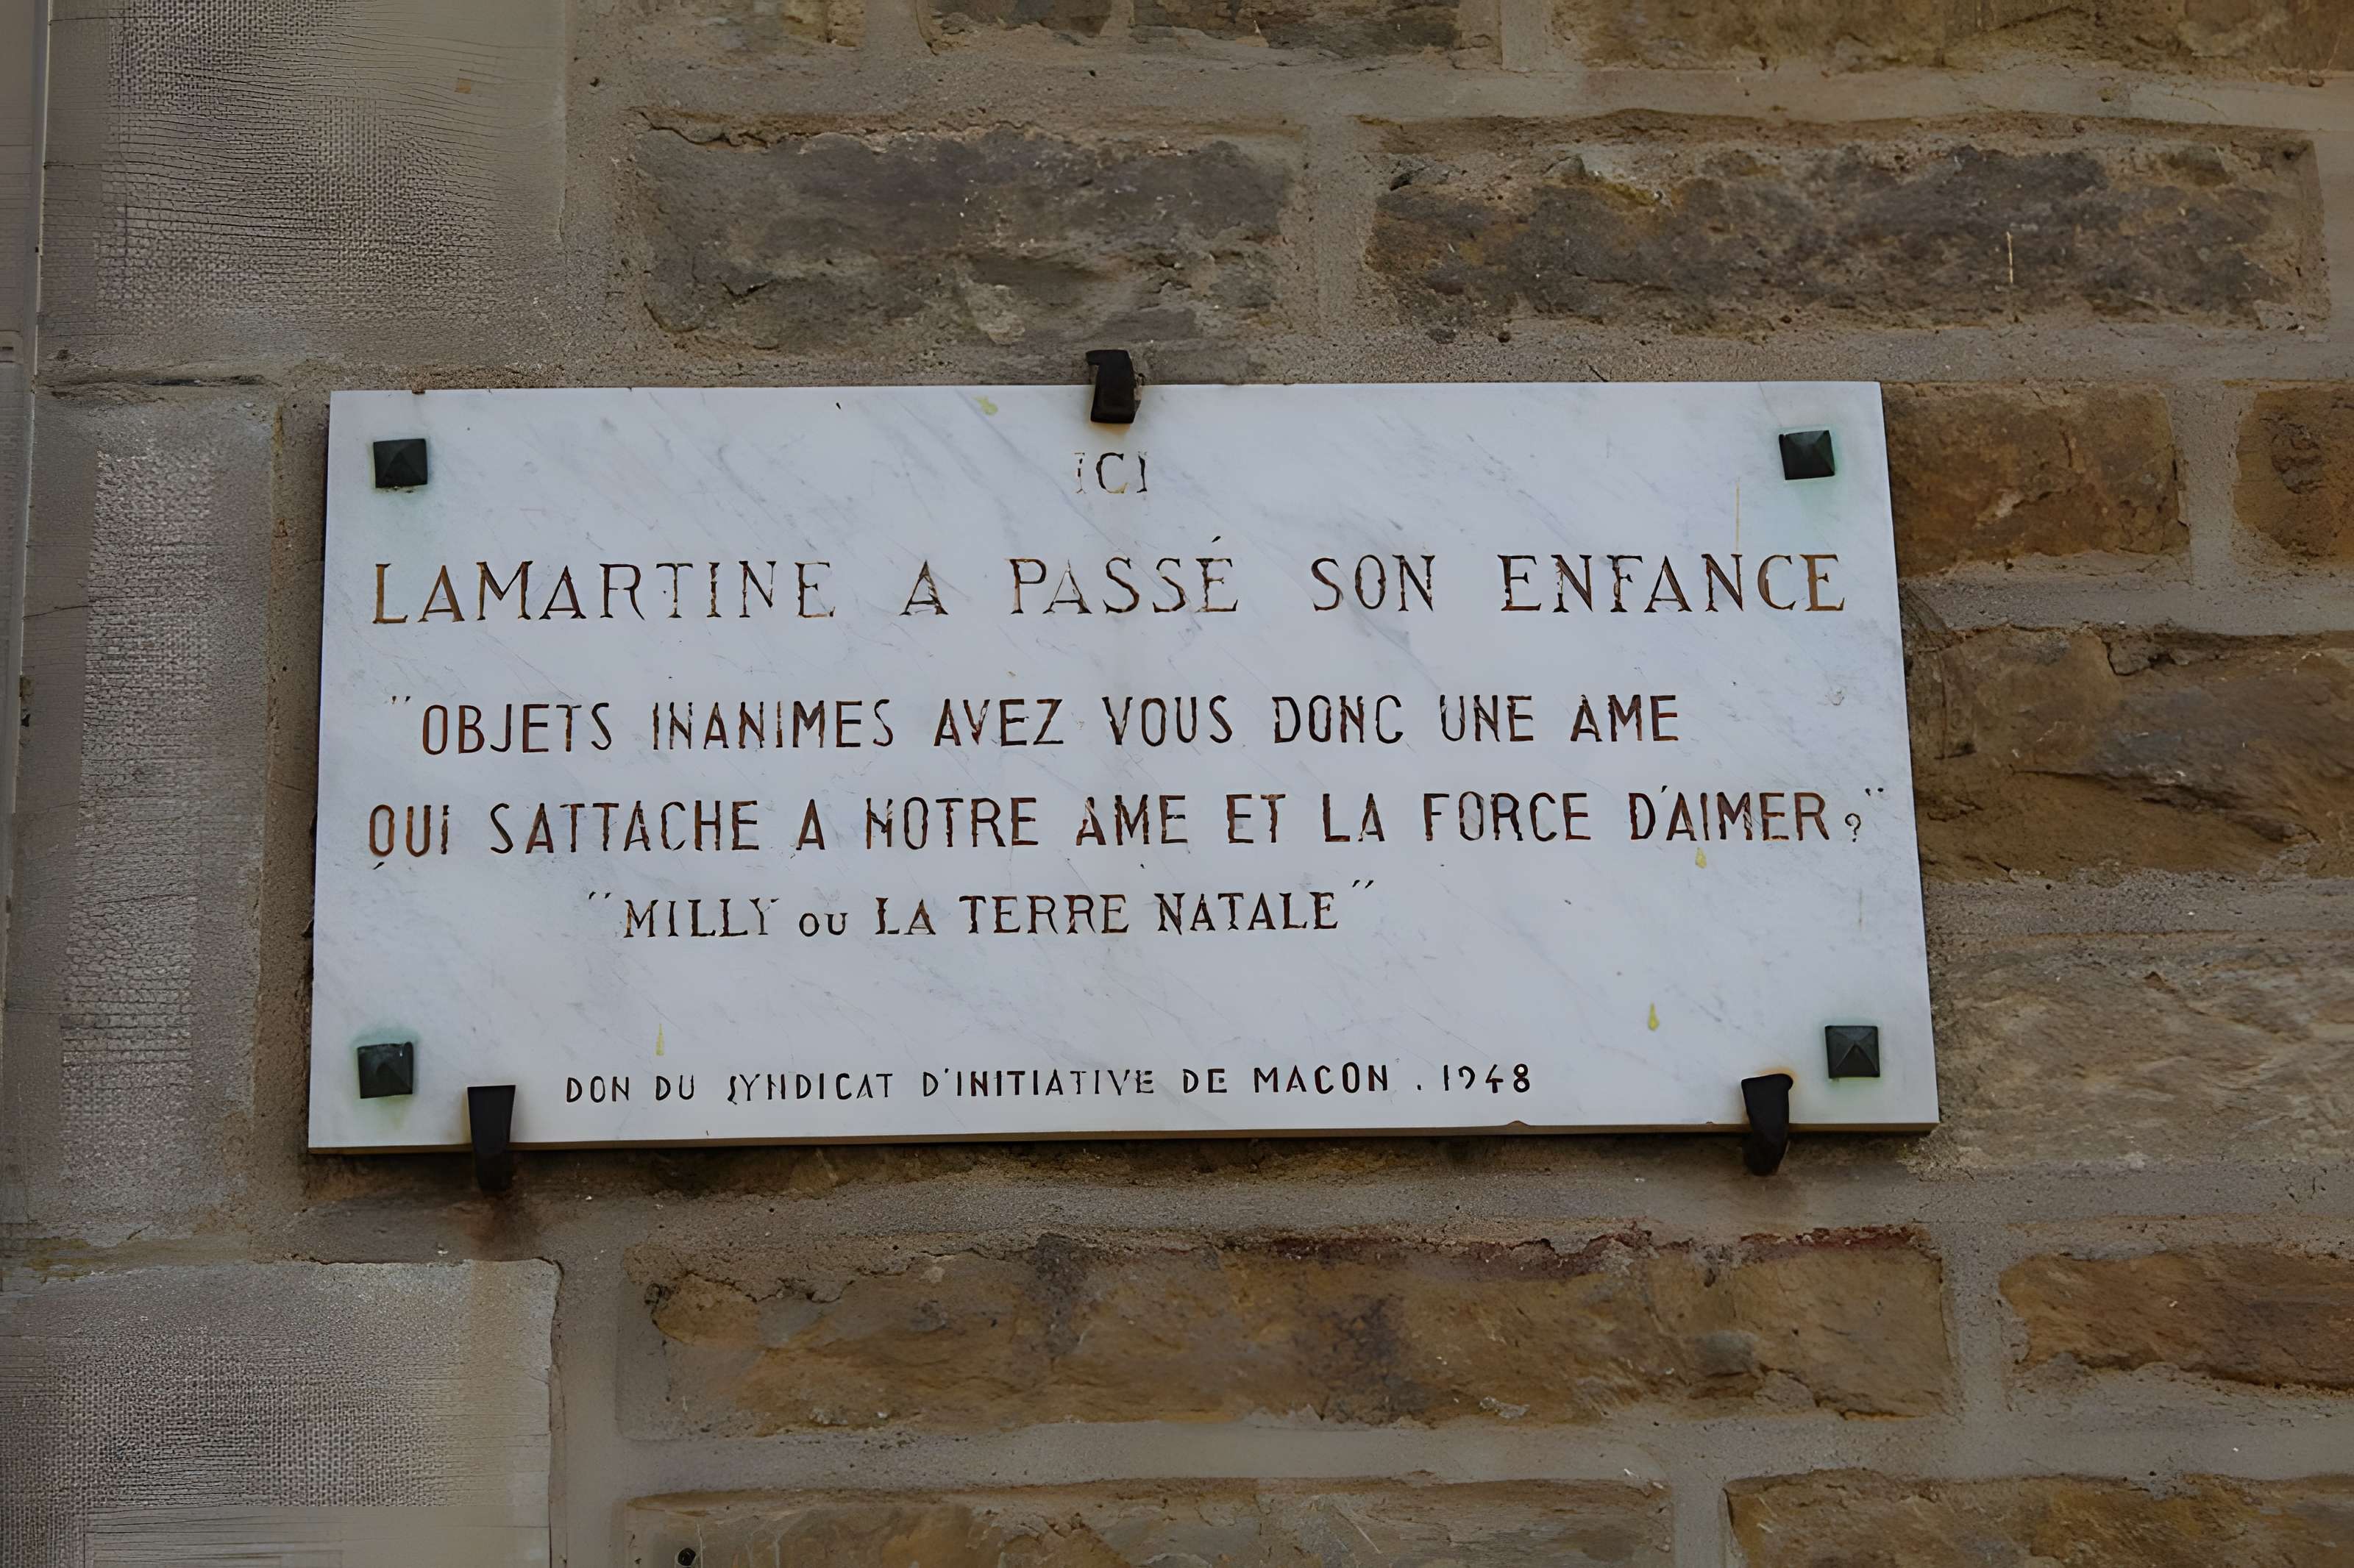 ICI
LAMARTINE A PASSÉ SON ENFANCE
"OBJETS INANIMES AVEZ VOUS DONC UNE AME
QUI SATTACHE A NOTRE AME ET LA FORCE D'AIMER?"
"MILLY OU LA TERRE NATALE"
DON DU SYNDICAT D'INITIATIVE DE MACON . 1948